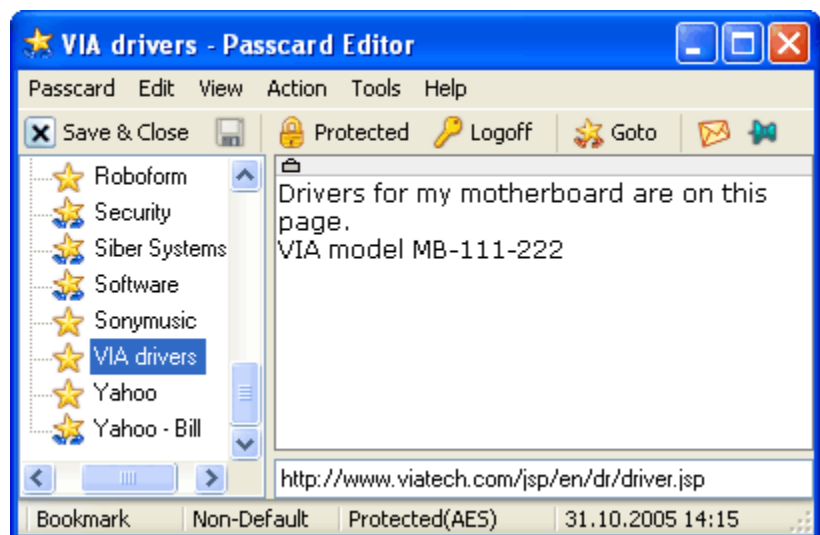 VIA drivers - Passcard Editor
Passcard Edit View Action Tools Help
Save & Close Protected Logoff Goto
Roboform
Security
Siber Systems
Software
Sonymusic
VIA drivers
Yahoo
Yahoo - Bill
Drivers for my motherboard are on this
page.
VIA model MB-111-222
http://www.viatech.com/jsp/en/dr/driver.jsp
Bookmark Non-Default Protected(AES) 31.10.2005 14:15